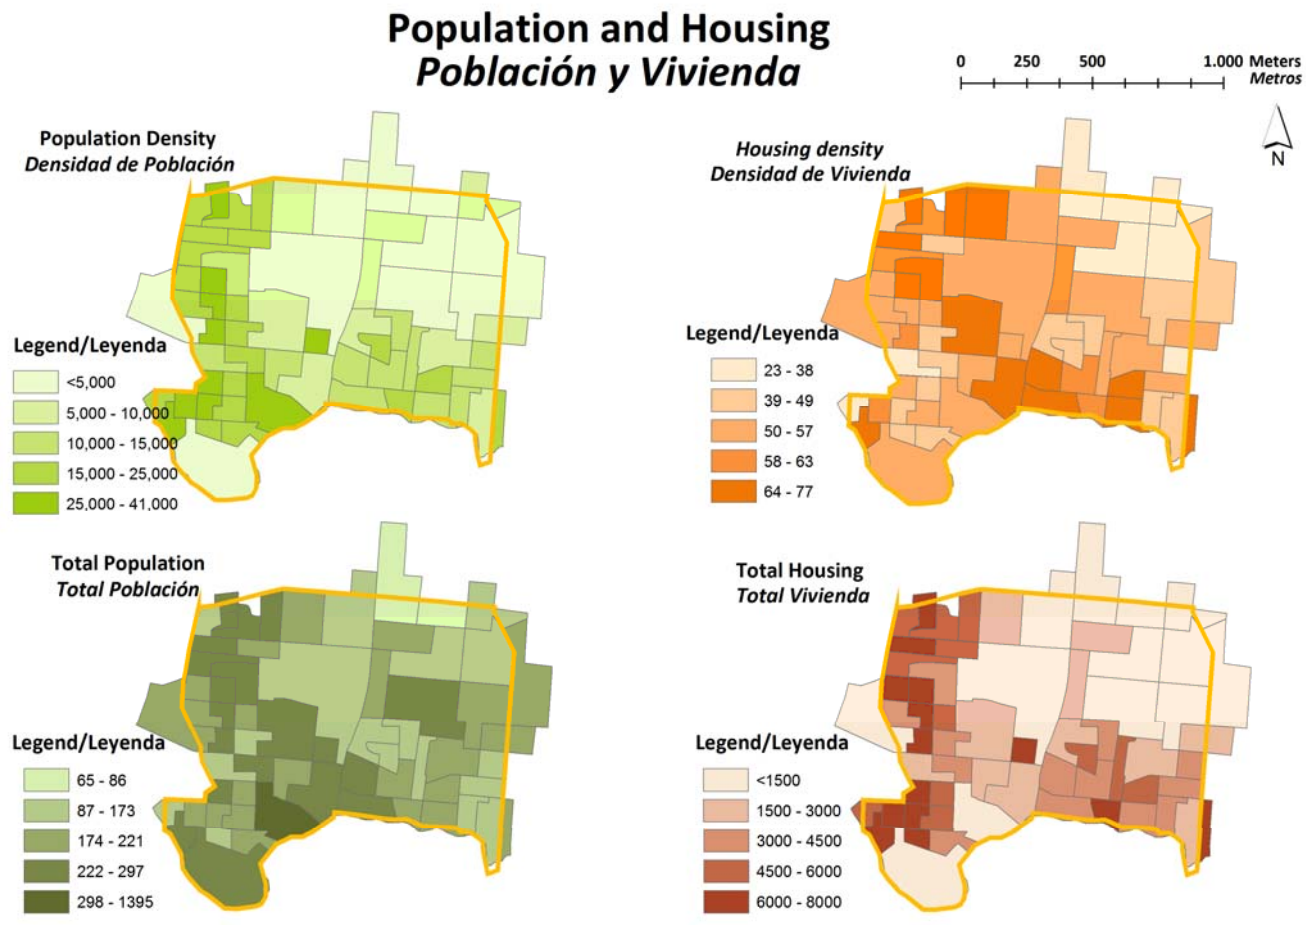 Population and Housing
Población y Vivienda
0 250 500 1.000 Meters
Metros
N
Population Density
Densidad de Población
Legend/Leyenda
<5,000
5,000 - 10,000
10,000 - 15,000
15,000 - 25,000
25,000 - 41,000
Housing density
Densidad de Vivienda
Legend/Leyenda
23 - 38
39 - 49
50 - 57
58 - 63
64 - 77
Total Population
Total Población
Legend/Leyenda
65 - 86
87 - 173
174 - 221
222 - 297
298 - 1395
Total Housing
Total Vivienda
Legend/Leyenda
<1500
1500 - 3000
3000 - 4500
4500 - 6000
6000 - 8000